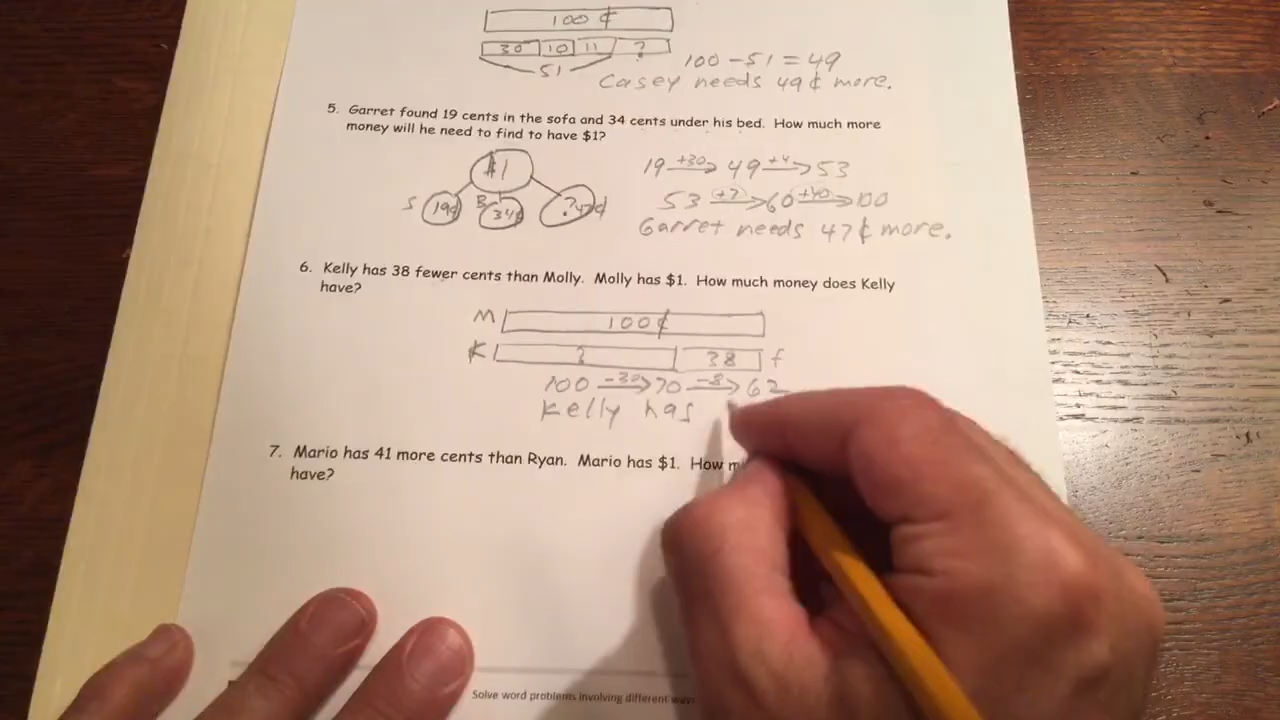 100 ¢
30 10 11 ?
51
100 - 51 = 49
Casey needs 49¢ more.
5. Garret found 19 cents in the sofa and 34 cents under his bed. How much more
money will he need to find to have $1?
$1
S 19¢ B 34¢ ? 47¢
19 +30 → 49 +4 → 53
53 +7 → 60 +40 → 100
Garret needs 47¢ more.
6. Kelly has 38 fewer cents than Molly. Molly has $1. How much money does Kelly
have?
M 100¢
K ? 38 f
100 -30 → 70 -8 → 62
Kelly has
7. Mario has 41 more cents than Ryan. Mario has $1. How
have?
Solve word problems involving different